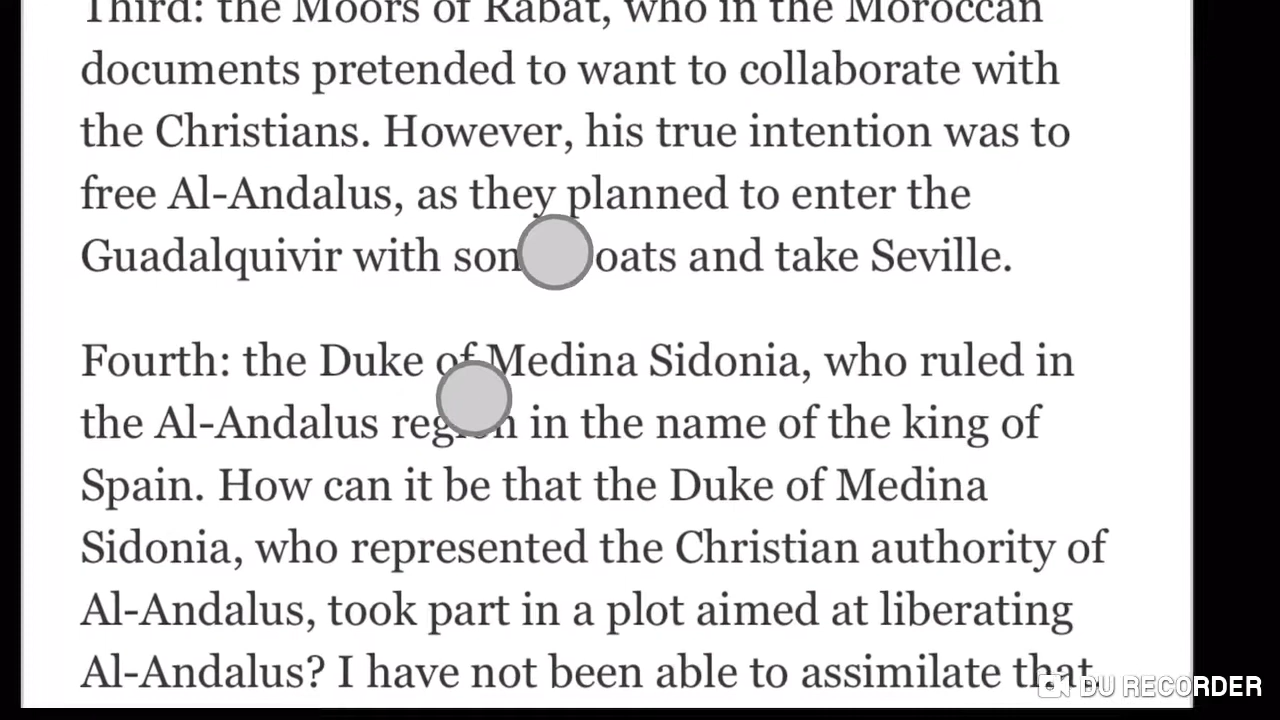 Third: the Moors of Rabat, who in the Moroccan
documents pretended to want to collaborate with
the Christians. However, his true intention was to
free Al-Andalus, as they planned to enter the
Guadalquivir with and take Seville.
Fourth: the Duke of Medina Sidonia, who ruled in
the Al-Andalus region in the name of the king of
Spain. How can it be that the Duke of Medina
Sidonia, who represented the Christian authority of
Al-Andalus, took part in a plot aimed at liberating
Al-Andalus? I have not been able to assimilate that.
DU RECORDER